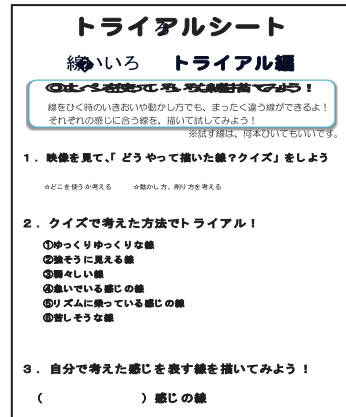 トライアルシート
線いろいろ　トライアル編
線をひく時のいきおいや動かし方でも、まったく違う線ができるよ！
それぞれの感じに合う線を、描いて試してみよう！
※試す線は、何本ひいてもいいです。
１．映像を見て、「どうやって描いた線？クイズ」をしよう
☆どこを使うか考える　☆動かし方、削り方を考える
２．クイズで考えた方法でトライアル！
①ゆっくりゆっくりな線
②強そうに見える線
③弱々しい線
④急いでいる感じの線
⑤リズムに乗っている感じの線
⑥苦しそうな線
３．自分で考えた感じを表す線を描いてみよう！
（　　　　　　　　）感じの線